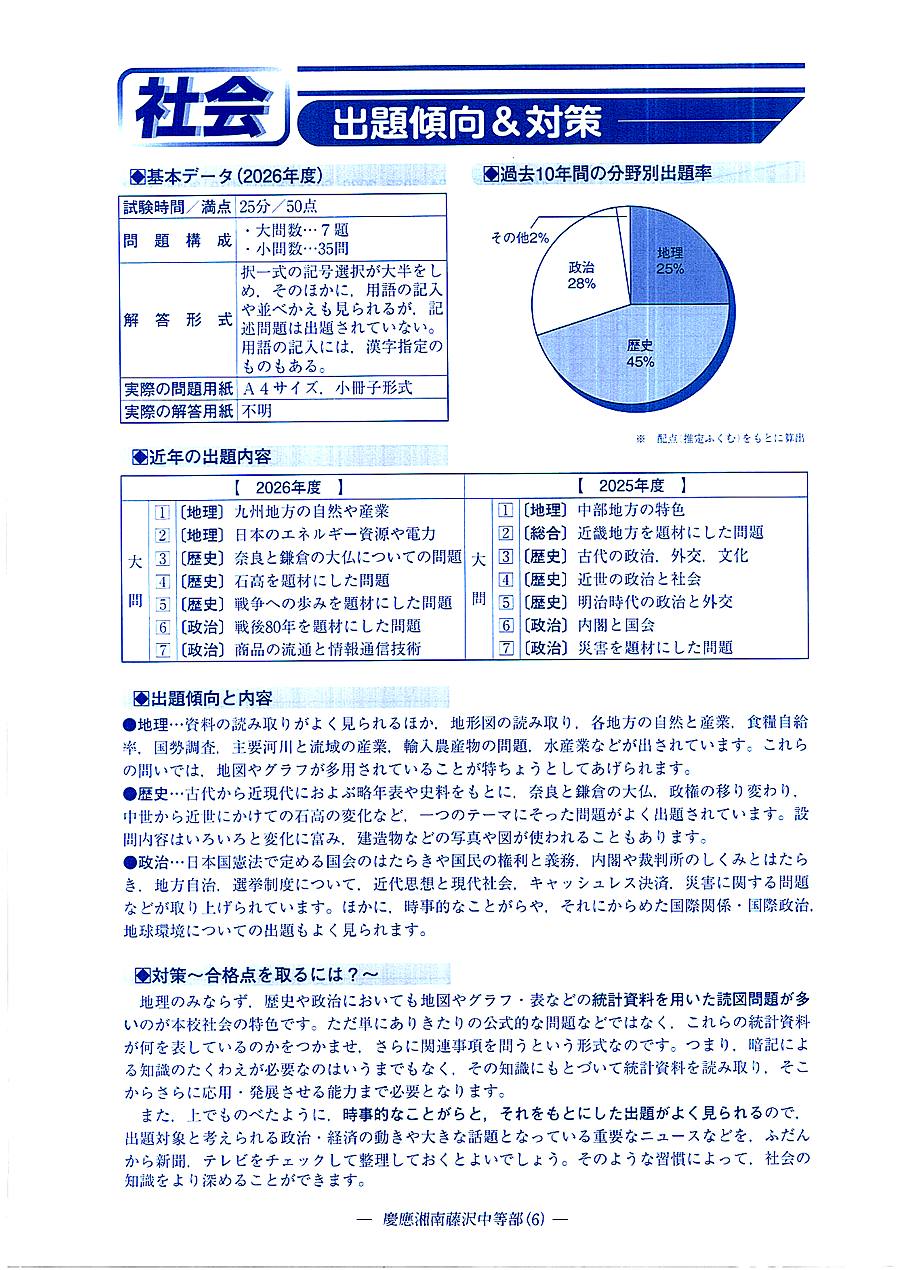 社会
出題傾向＆対策
◆基本データ(2026年度)
試験時間／満点 25分／50点
問題構成 ・大問数…７題
・小問数…35問
解答形式 択一式の記号選択が大半をし
め，そのほかに，用語の記入
や並べかえも見られるが，記
述問題は出題されていない。
用語の記入には，漢字指定の
ものもある。
実際の問題用紙 Ａ４サイズ，小冊子形式
実際の解答用紙 不明
◆過去10年間の分野別出題率
その他2%
地理
25%
政治
28%
歴史
45%
※　配点(推定ふくむ)をもとに算出
◆近年の出題内容
【　2026年度　】
大問
1 〔地理〕 九州地方の自然や産業
2 〔地理〕 日本のエネルギー資源や電力
3 〔歴史〕 奈良と鎌倉の大仏についての問題
4 〔歴史〕 石高を題材にした問題
5 〔歴史〕 戦争への歩みを題材にした問題
6 〔政治〕 戦後80年を題材にした問題
7 〔政治〕 商品の流通と情報通信技術
【　2025年度　】
大問
1 〔地理〕 中部地方の特色
2 〔総合〕 近畿地方を題材にした問題
3 〔歴史〕 古代の政治，外交，文化
4 〔歴史〕 近世の政治と社会
5 〔歴史〕 明治時代の政治と外交
6 〔政治〕 内閣と国会
7 〔政治〕 災害を題材にした問題
◆出題傾向と内容
●地理…資料の読み取りがよく見られるほか，地形図の読み取り，各地方の自然と産業，食糧自給
率，国勢調査，主要河川と流域の産業，輸入農産物の問題，水産業などが出されています。これら
の問いでは，地図やグラフが多用されていることが特ちょうとしてあげられます。
●歴史…古代から近現代におよぶ略年表や史料をもとに，奈良と鎌倉の大仏，政権の移り変わり，
中世から近世にかけての石高の変化など，一つのテーマにそった問題がよく出題されています。設
問内容はいろいろと変化に富み，建造物などの写真や図が使われることもあります。
●政治…日本国憲法で定める国会のはたらきや国民の権利と義務，内閣や裁判所のしくみとはたら
き，地方自治，選挙制度について，近代思想と現代社会，キャッシュレス決済，災害に関する問題
などが取り上げられています。ほかに，時事的なことがらや，それにからめた国際関係・国際政治，
地球環境についての出題もよく見られます。
◆対策～合格点を取るには？～
　地理のみならず，歴史や政治においても地図やグラフ・表などの統計資料を用いた読図問題が多
いのが本校社会の特色です。ただ単にありきたりの公式的な問題などではなく，これらの統計資料
が何を表しているのかをつかませ，さらに関連事項を問うという形式なのです。つまり，暗記によ
る知識のたくわえが必要なのはいうまでもなく，その知識にもとづいて統計資料を読み取り，そこ
からさらに応用・発展させる能力まで必要となります。
　また，上でものべたように，時事的なことがらと，それをもとにした出題がよく見られるので，
出題対象と考えられる政治・経済の動きや大きな話題となっている重要なニュースなどを，ふだん
から新聞，テレビをチェックして整理しておくとよいでしょう。そのような習慣によって，社会の
知識をより深めることができます。
— 慶應湘南藤沢中等部(6) —